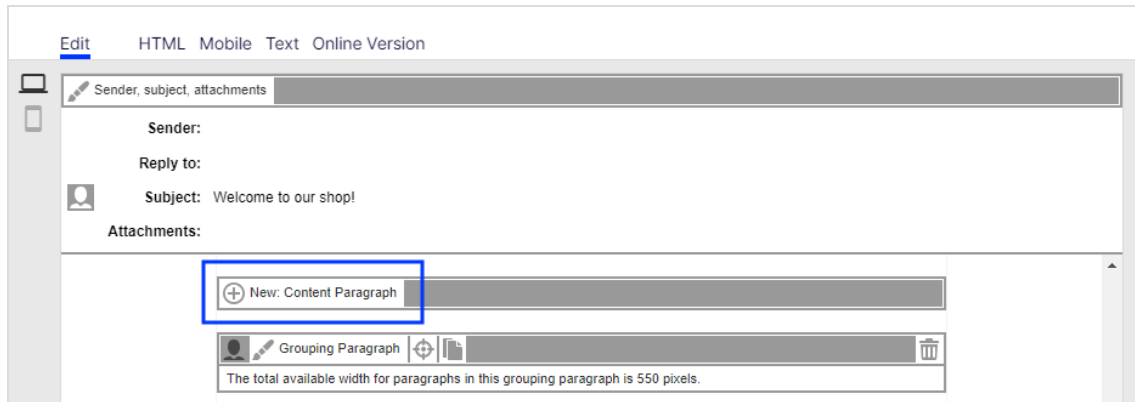 Edit HTML Mobile Text Online Version
Sender, subject, attachments
Sender:
Reply to:
Subject: Welcome to our shop!
Attachments:
New: Content Paragraph
Grouping Paragraph
The total available width for paragraphs in this grouping paragraph is 550 pixels.